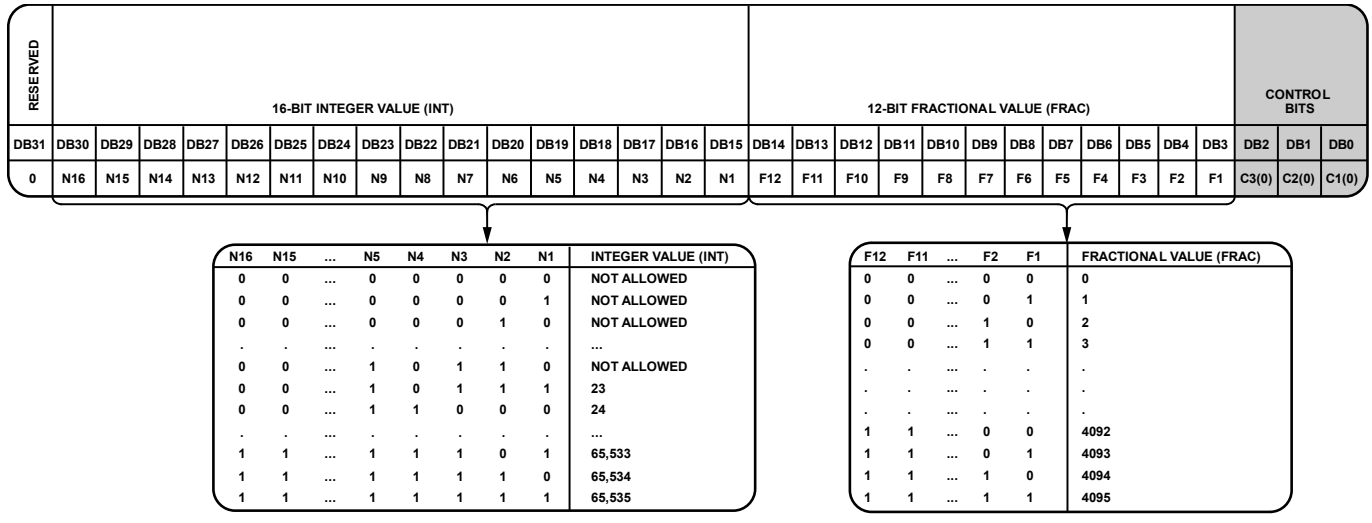 RESERVED
16-BIT INTEGER VALUE (INT) 12-BIT FRACTIONAL VALUE (FRAC) CONTROL
BITS
DB31 DB30 DB29 DB28 DB27 DB26 DB25 DB24 DB23 DB22 DB21 DB20 DB19 DB18 DB17 DB16 DB15 DB14 DB13 DB12 DB11 DB10 DB9 DB8 DB7 DB6 DB5 DB4 DB3 DB2 DB1 DB0
0 N16 N15 N14 N13 N12 N11 N10 N9 N8 N7 N6 N5 N4 N3 N2 N1 F12 F11 F10 F9 F8 F7 F6 F5 F4 F3 F2 F1 C3(0) C2(0) C1(0)
N16 N15 ... N5 N4 N3 N2 N1 INTEGER VALUE (INT)
0 0 ... 0 0 0 0 0 NOT ALLOWED
0 0 ... 0 0 0 0 1 NOT ALLOWED
0 0 ... 0 0 0 1 0 NOT ALLOWED
. . ... . . . . . ...
0 0 ... 1 0 1 1 0 NOT ALLOWED
0 0 ... 1 0 1 1 1 23
0 0 ... 1 1 0 0 0 24
. . ... . . . . . ...
1 1 ... 1 1 1 0 1 65,533
1 1 ... 1 1 1 1 0 65,534
1 1 ... 1 1 1 1 1 65,535
F12 F11 ... F2 F1 FRACTIONAL VALUE (FRAC)
0 0 ... 0 0 0
0 0 ... 0 1 1
0 0 ... 1 0 2
0 0 ... 1 1 3
. . ... . . .
. . ... . . .
. . ... . . .
1 1 ... 0 0 4092
1 1 ... 0 1 4093
1 1 ... 1 0 4094
1 1 ... 1 1 4095